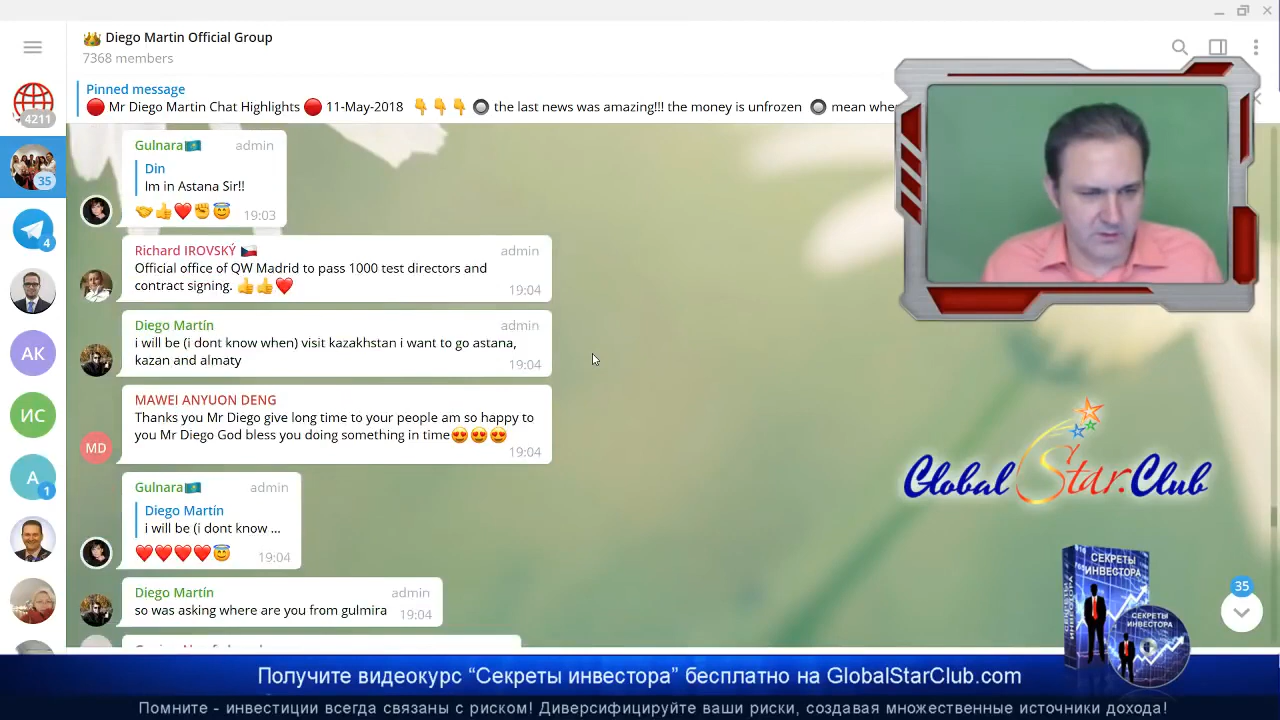 👑 Diego Martin Official Group
7368 members
Pinned message
🔴 Mr Diego Martin Chat Highlights 🔴 11-May-2018 👇👇👇 🔘 the last news was amazing!!! the money is unfrozen 🔘 mean whe
4211
Gulnara🇰🇿 admin
Din
Im in Astana Sir!!
🤝👍❤️✊😇 19:03
35
Richard IROVSKÝ 🇨🇿 admin
Official office of QW Madrid to pass 1000 test directors and
contract signing. 👍👍❤️ 19:04
4
Diego Martín admin
i will be (i dont know when) visit kazakhstan i want to go astana,
kazan and almaty 19:04
АК
MAWEI ANYUON DENG
Thanks you Mr Diego give long time to your people am so happy to
you Mr Diego God bless you doing something in time😍😍😍 19:04
MD
ИС
Gulnara🇰🇿 admin
Diego Martín
i will be (i dont know ...
❤️❤️❤️❤️😇 19:04
А
1
Diego Martín admin
so was asking where are you from gulmira 19:04
Global Star.Club
СЕКРЕТЫ
ИНВЕСТОРА
СЕКРЕТЫ
ИНВЕСТОРА
35
Получите видеокурс “Секреты инвестора” бесплатно на GlobalStarClub.com
Помните - инвестиции всегда связаны с риском! Диверсифицируйте ваши риски, создавая множественные источники дохода!